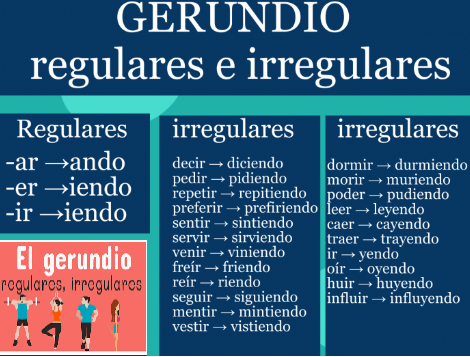 GERUNDIO
regulares e irregulares
Regulares
-ar →ando
-er →iendo
-ir →iendo
El gerundio
regulares, irregulares
irregulares
decir → diciendo
pedir → pidiendo
repetir → repitiendo
preferir → prefiriendo
sentir → sintiendo
servir → sirviendo
venir → viniendo
freír → friendo
reír → riendo
seguir → siguiendo
mentir → mintiendo
vestir → vistiendo
irregulares
dormir → durmiendo
morir → muriendo
poder → pudiendo
leer → leyendo
caer → cayendo
traer → trayendo
ir → yendo
oír → oyendo
huir → huyendo
influir → influyendo